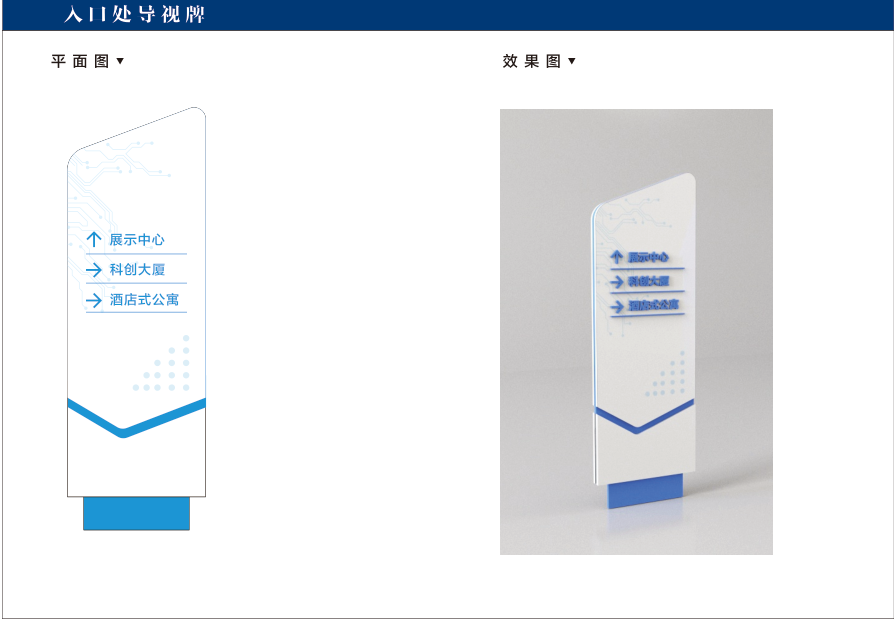 入口处导视牌
平面图▼
效果图▼
展示中心
科创大厦
酒店式公寓
展示中心
科创大厦
酒店式公寓